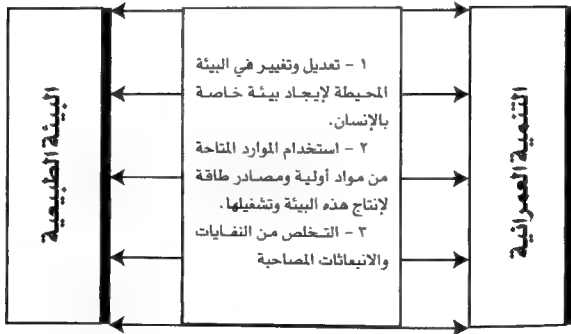 التنمية العمرانية
١ - تعديل وتغيير في البيئة
المحيطة لإيجاد بيئة خاصة
بالإنسان.
٢ - استخدام الموارد المتاحة
من مواد أولية ومصادر طاقة
لإنتاج هذه البيئة وتشغيلها.
٣ - التخلص من النفايات
والانبعاثات المصاحبة
البيئة الطبيعية